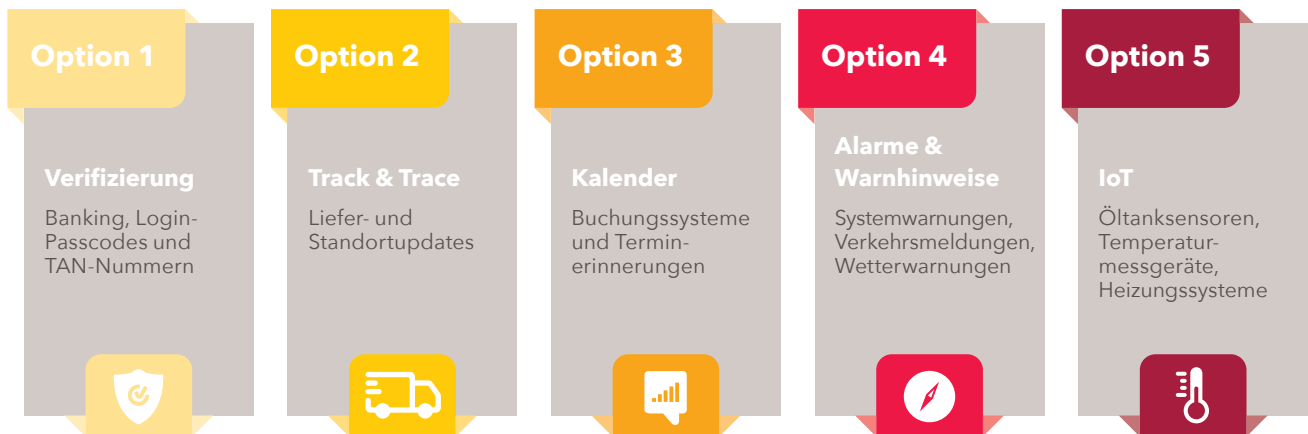 Option 1
Verifizierung
Banking, Login-
Passcodes und
TAN-Nummern
Option 2
Track & Trace
Liefer- und
Standortupdates
Option 3
Kalender
Buchungssysteme
und Termin-
erinnerungen
Option 4
Alarme &
Warnhinweise
Systemwarnungen,
Verkehrsmeldungen,
Wetterwarnungen
Option 5
IoT
Öltanksensoren,
Temperatur-
messgeräte,
Heizungssysteme